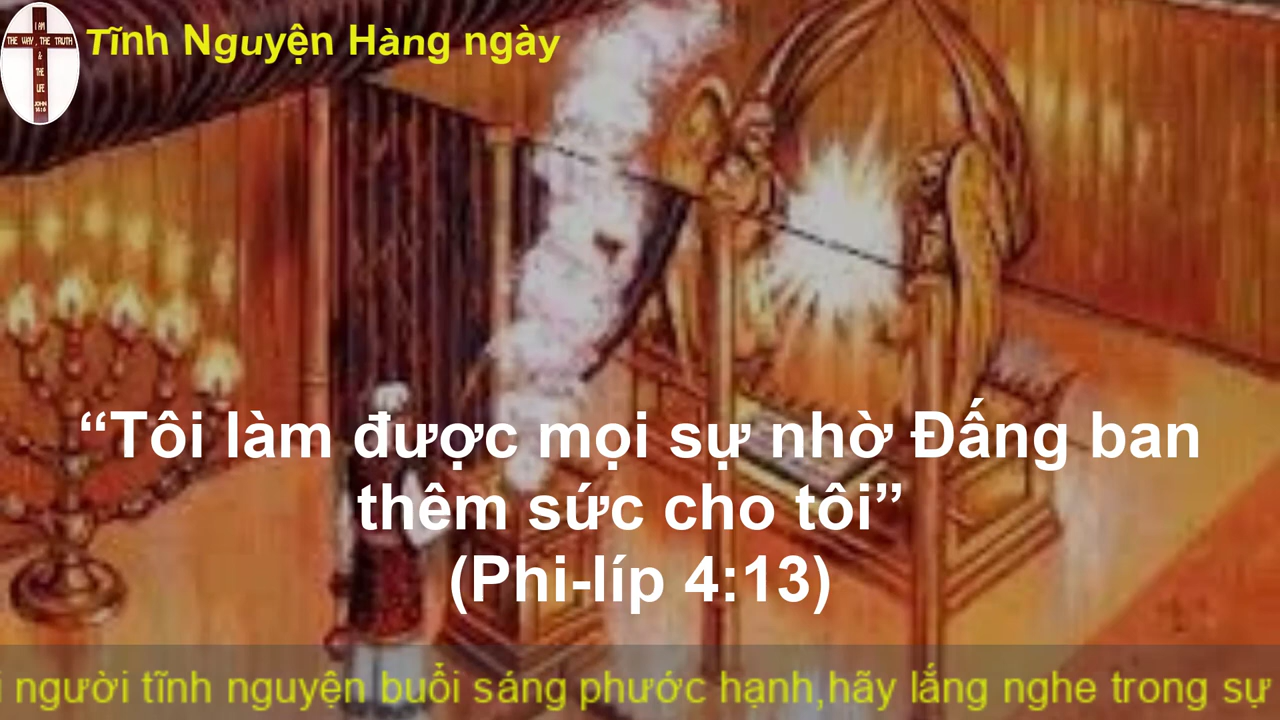 I AM
THE WAY, THE TRUTH
&
THE
LIFE
JOHN
Tĩnh Nguyện Hàng ngày
“Tôi làm được mọi sự nhờ Đấng ban
thêm sức cho tôi”
(Phi-líp 4:13)
i người tĩnh nguyện buổi sáng phước hạnh,hãy lắng nghe trong sự